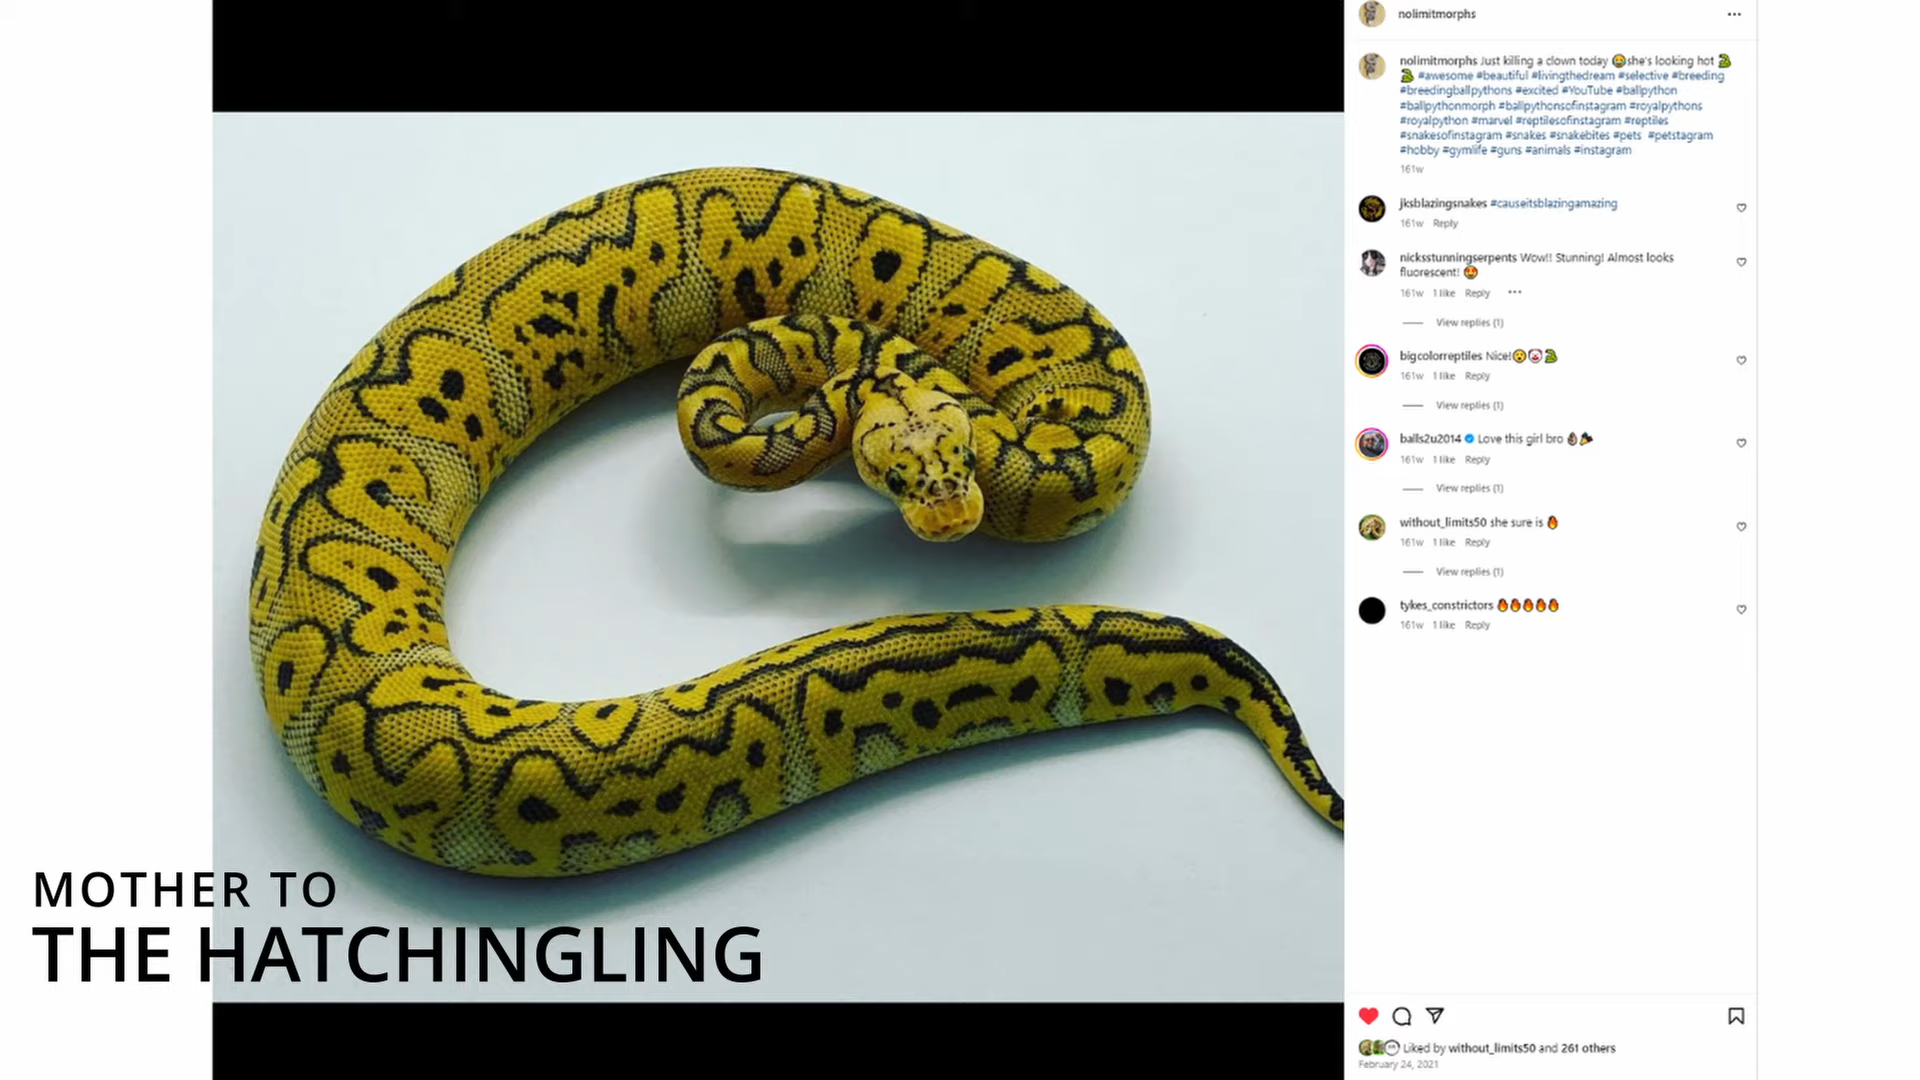 nolimitmorphs
nolimitmorphs Just killing a clown today 😂she's looking hot 🐍
🐍 #awesome #beautiful #livingthedream #selective #breeding
#breedingballpythons #excited #YouTube #ballpython
#ballpythonmorph #ballpythonsofinstagram #royalpythons
#royalpython #marvel #reptilesofinstagram #reptiles
#snakesofinstagram #snakes #snakebites #pets #petstagram
#hobby #gymlife #guns #animals #instagram
161w
jksblazingsnakes #causeitsblazingamazing
161w Reply
nicksstunningserpents Wow!! Stunning! Almost looks
fluorescent! 🤩
161w 1 like Reply
View replies (1)
bigcolorreptiles Nice!😮🤡🐍
161w 1 like Reply
View replies (1)
balls2u2014 Love this girl bro
161w 1 like Reply
View replies (1)
without_limits50 she sure is 🔥
161w 1 like Reply
View replies (1)
tykes_constrictors 🔥🔥🔥🔥🔥
161w 1 like Reply
MOTHER TO
THE HATCHINGLING
Liked by without_limits50 and 261 others
February 24, 2021